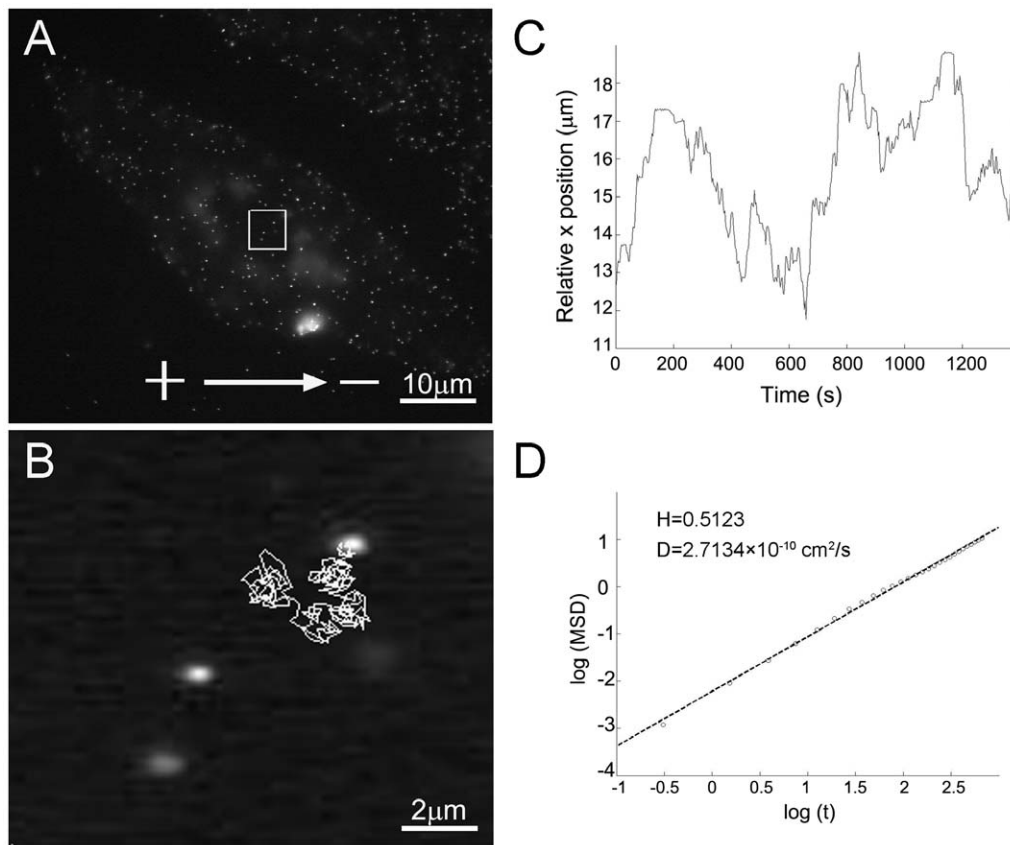 A
+ → −
10μm
B
2μm
C
Relative x position (μm)
18
17
16
15
14
13
12
11
0 200 400 600 800 1000 1200
Time (s)
D
H=0.5123
D=2.7134×10⁻¹⁰ cm²/s
log (MSD)
1
0
-1
-2
-3
-4
-1 -0.5 0 0.5 1 1.5 2 2.5
log (t)